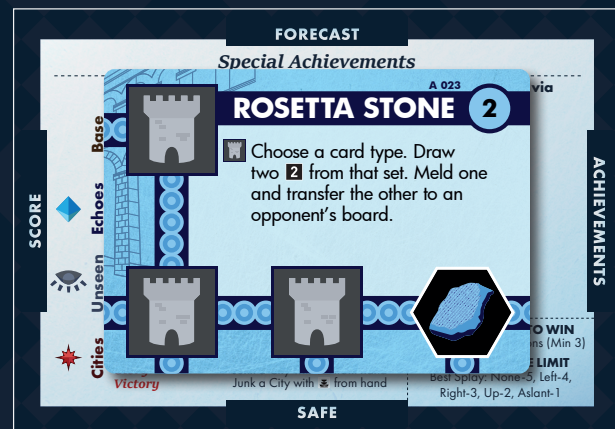 FORECAST
Special Achievements
A 023
via
ROSETTA STONE 2
Choose a card type. Draw
two 2 from that set. Meld one
and transfer the other to an
opponent's board.
SCORE
Base
Echoes
Unseen
Cities
ACHIEVEMENTS
TO WIN
ns (Min 3)
LIMIT
Victory
Junk a City with from hand
Best Splay: None-5, Left-4,
Right-3, Up-2, Aslant-1
SAFE